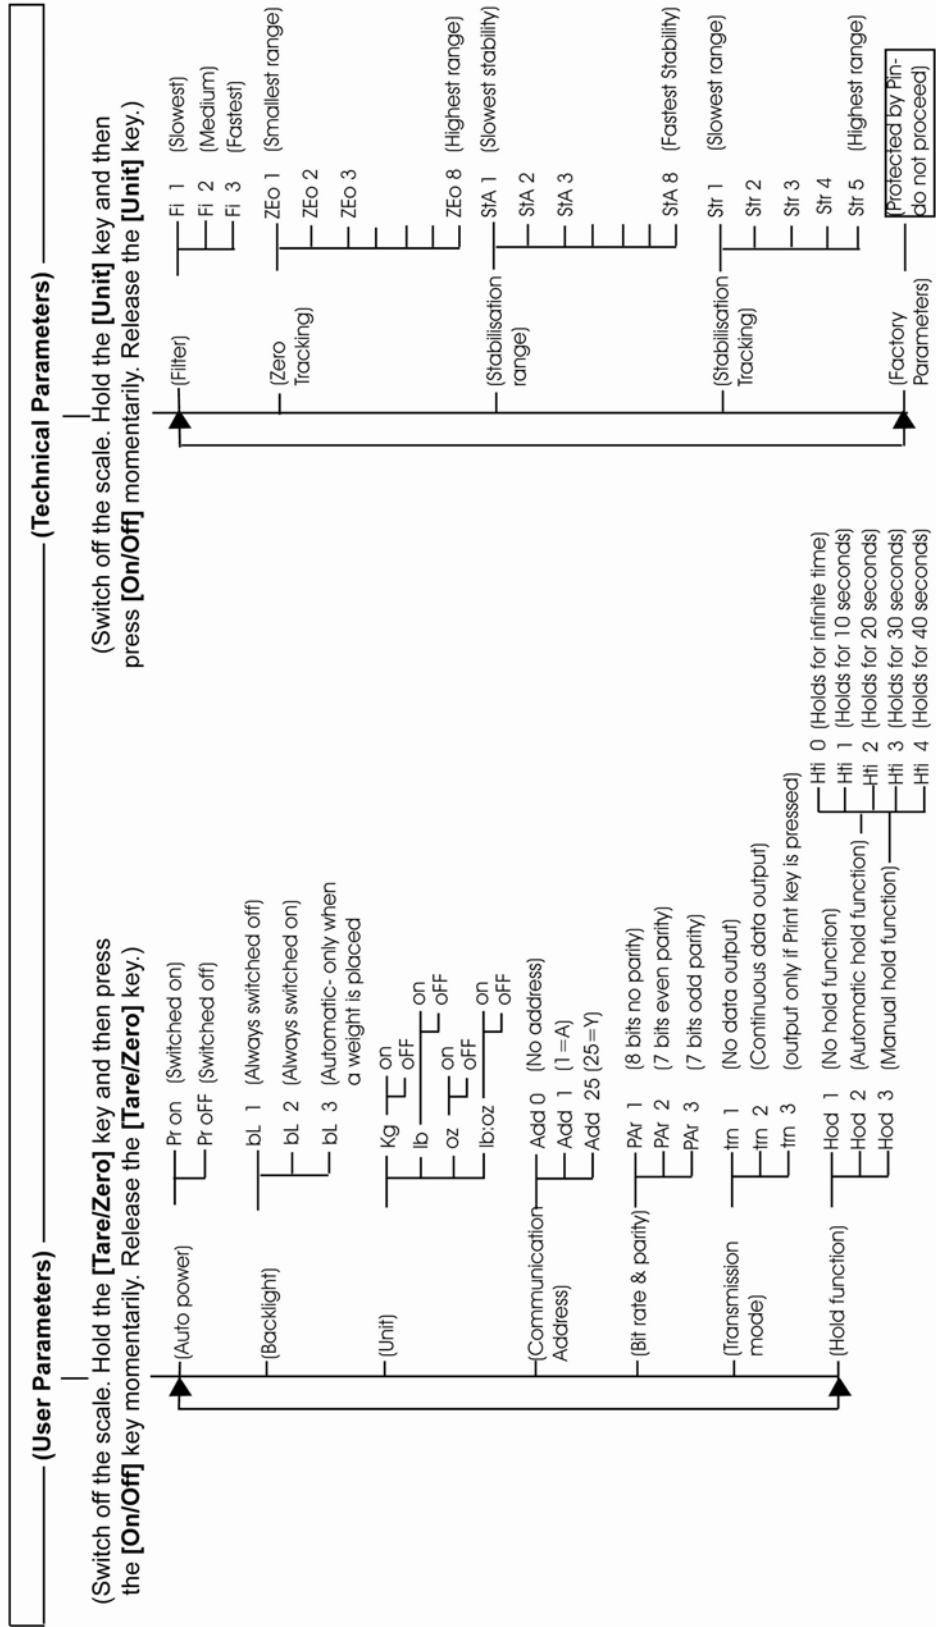 (User Parameters)
(Switch off the scale. Hold the [Tare/Zero] key and then press
the [On/Off] key momentarily. Release the [Tare/Zero] key.)
(Auto power)
Pr on (Switched on)
Pr oFF (Switched off)
(Backlight)
bL 1 (Always switched off)
bL 2 (Always switched on)
bL 3 (Automatic- only when
a weight is placed
(Unit)
Kg on
oFF
lb on
oFF
oz on
oFF
lb:oz on
oFF
(Communication
Address)
Add 0 (No address)
Add 1 (1=A)
Add 25 (25=Y)
(Bit rate & parity)
PAr 1 (8 bits no parity)
PAr 2 (7 bits even parity)
PAr 3 (7 bits odd parity)
(Transmission
mode)
trn 1 (No data output)
trn 2 (Continuous data output)
trn 3 (output only if Print key is pressed)
(Hold function)
Hod 1 (No hold function)
Hod 2 (Automatic hold function)
Hod 3 (Manual hold function)
Hti 0 (Holds for infinite time)
Hti 1 (Holds for 10 seconds)
Hti 2 (Holds for 20 seconds)
Hti 3 (Holds for 30 seconds)
Hti 4 (Holds for 40 seconds)
(Technical Parameters)
(Switch off the scale. Hold the [Unit] key and then
press [On/Off] momentarily. Release the [Unit] key.)
(Filter)
Fi 1 (Slowest)
Fi 2 (Medium)
Fi 3 (Fastest)
(Zero
Tracking)
ZEo 1 (Smallest range)
ZEo 2
ZEo 3
ZEo 8 (Highest range)
(Stabilisation
range)
StA 1 (Slowest stability)
StA 2
StA 3
StA 8 (Fastest Stability)
(Stabilisation
Tracking)
Str 1 (Slowest range)
Str 2
Str 3
Str 4
Str 5 (Highest range)
(Factory
Parameters)
(Protected by Pin-
do not proceed)